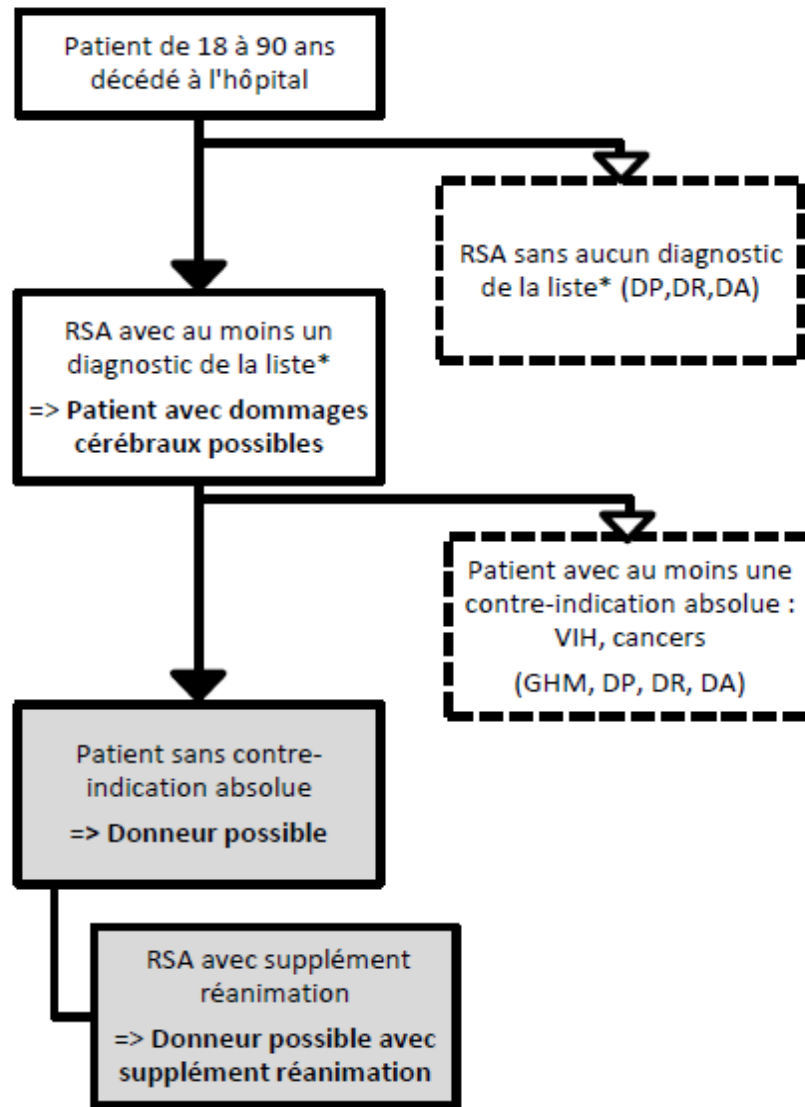 Patient de 18 à 90 ans
décédé à l'hôpital
RSA sans aucun diagnostic
de la liste* (DP,DR,DA)
RSA avec au moins un
diagnostic de la liste*
=> Patient avec dommages
cérébraux possibles
Patient avec au moins une
contre-indication absolue :
VIH, cancers
(GHM, DP, DR, DA)
Patient sans contre-
indication absolue
=> Donneur possible
RSA avec supplément
réanimation
=> Donneur possible avec
supplément réanimation